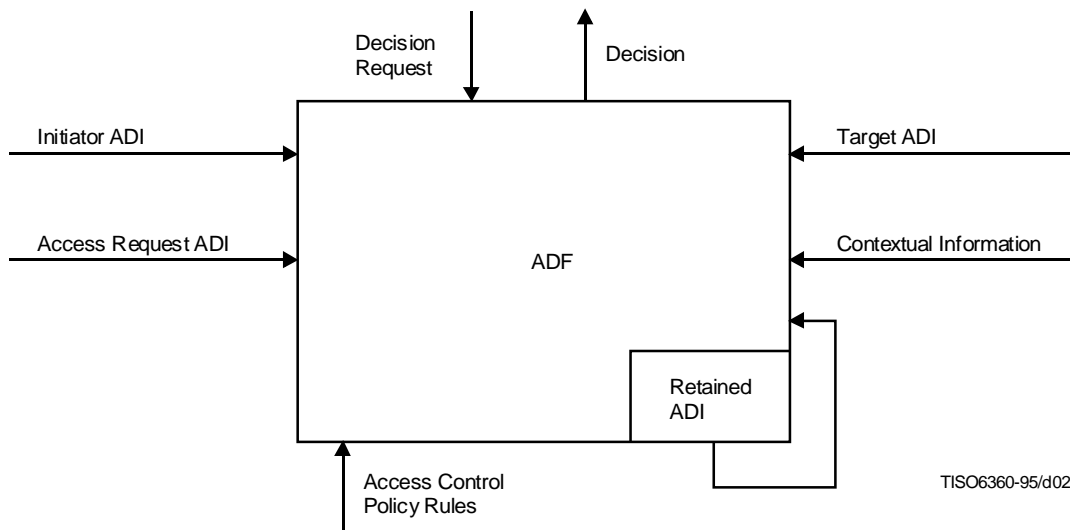 Decision
Request
Decision
Initiator ADI
Target ADI
Access Request ADI
Contextual Information
ADF
Retained
ADI
Access Control
Policy Rules
TISO6360-95/d02